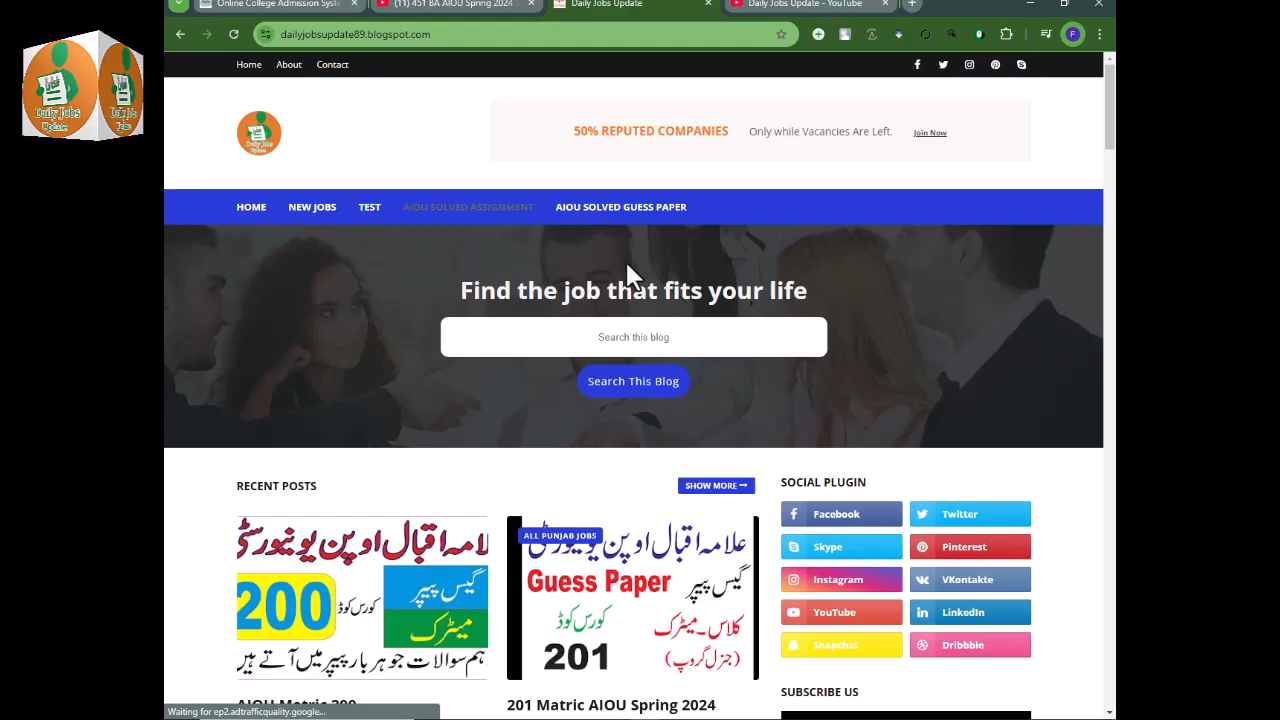 Online College Admission Syst
(11) 451 BA AIOU Spring 2024
Daily Jobs Update
Daily Jobs Update - YouTube
dailyjobsupdate89.blogspot.com
F
Daily Jobs
Update
Home
About
Contact
50% REPUTED COMPANIES
Only while Vacancies Are Left.
Join Now
HOME
NEW JOBS
TEST
AIOU SOLVED ASSIGNMENT
AIOU SOLVED GUESS PAPER
Find the job that fits your life
Search this blog
Search This Blog
RECENT POSTS
SHOW MORE
علامہ اقبال اوپن یونیورسٹی
200
کورس کوڈ
گیس پیپر
میٹرک
ہم سوالات جو ہر بار پیپر میں آتے ہیں
AIOU Matric 200
علامہ اقبال اوپن یونیورسٹی
ALL PUNJAB JOBS
Guess Paper
گیس پیپر
کورس کوڈ
کلاس۔میٹرک
201
(جنرل گروپ)
201 Matric AIOU Spring 2024
SOCIAL PLUGIN
Facebook
Twitter
Skype
Pinterest
Instagram
VKontakte
YouTube
LinkedIn
Snapchat
Dribbble
SUBSCRIBE US
Waiting for ep2.adtrafficquality.google...